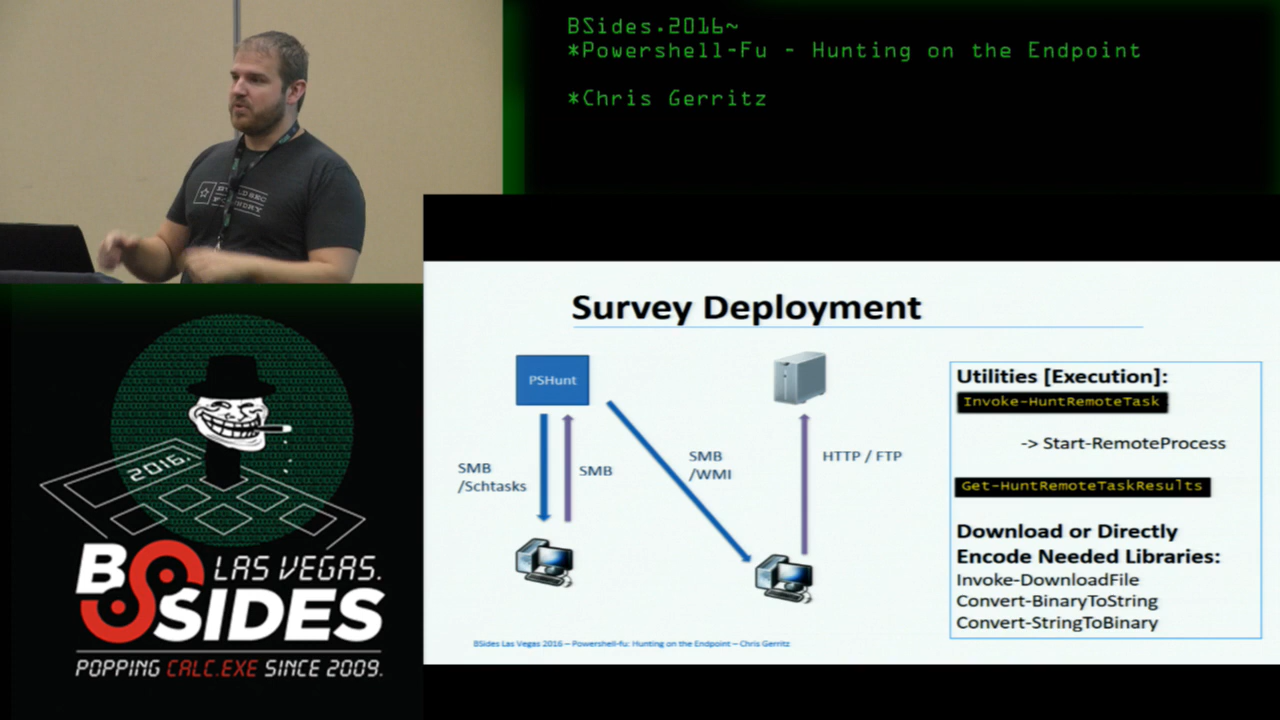 BSides.2016~
*Powershell-Fu - Hunting on the Endpoint
*Chris Gerritz
Survey Deployment
PSHunt
SMB
/Schtasks
SMB
SMB
/WMI
HTTP / FTP
Utilities [Execution]:
Invoke-HuntRemoteTask
-> Start-RemoteProcess
Get-HuntRemoteTaskResults
Download or Directly
Encode Needed Libraries:
Invoke-DownloadFile
Convert-BinaryToString
Convert-StringToBinary
BSides Las Vegas 2016 – Powershell-fu: Hunting on the Endpoint – Chris Gerritz
2016.
BSIDES
LAS VEGAS.
POPPING CALC.EXE SINCE 2009.